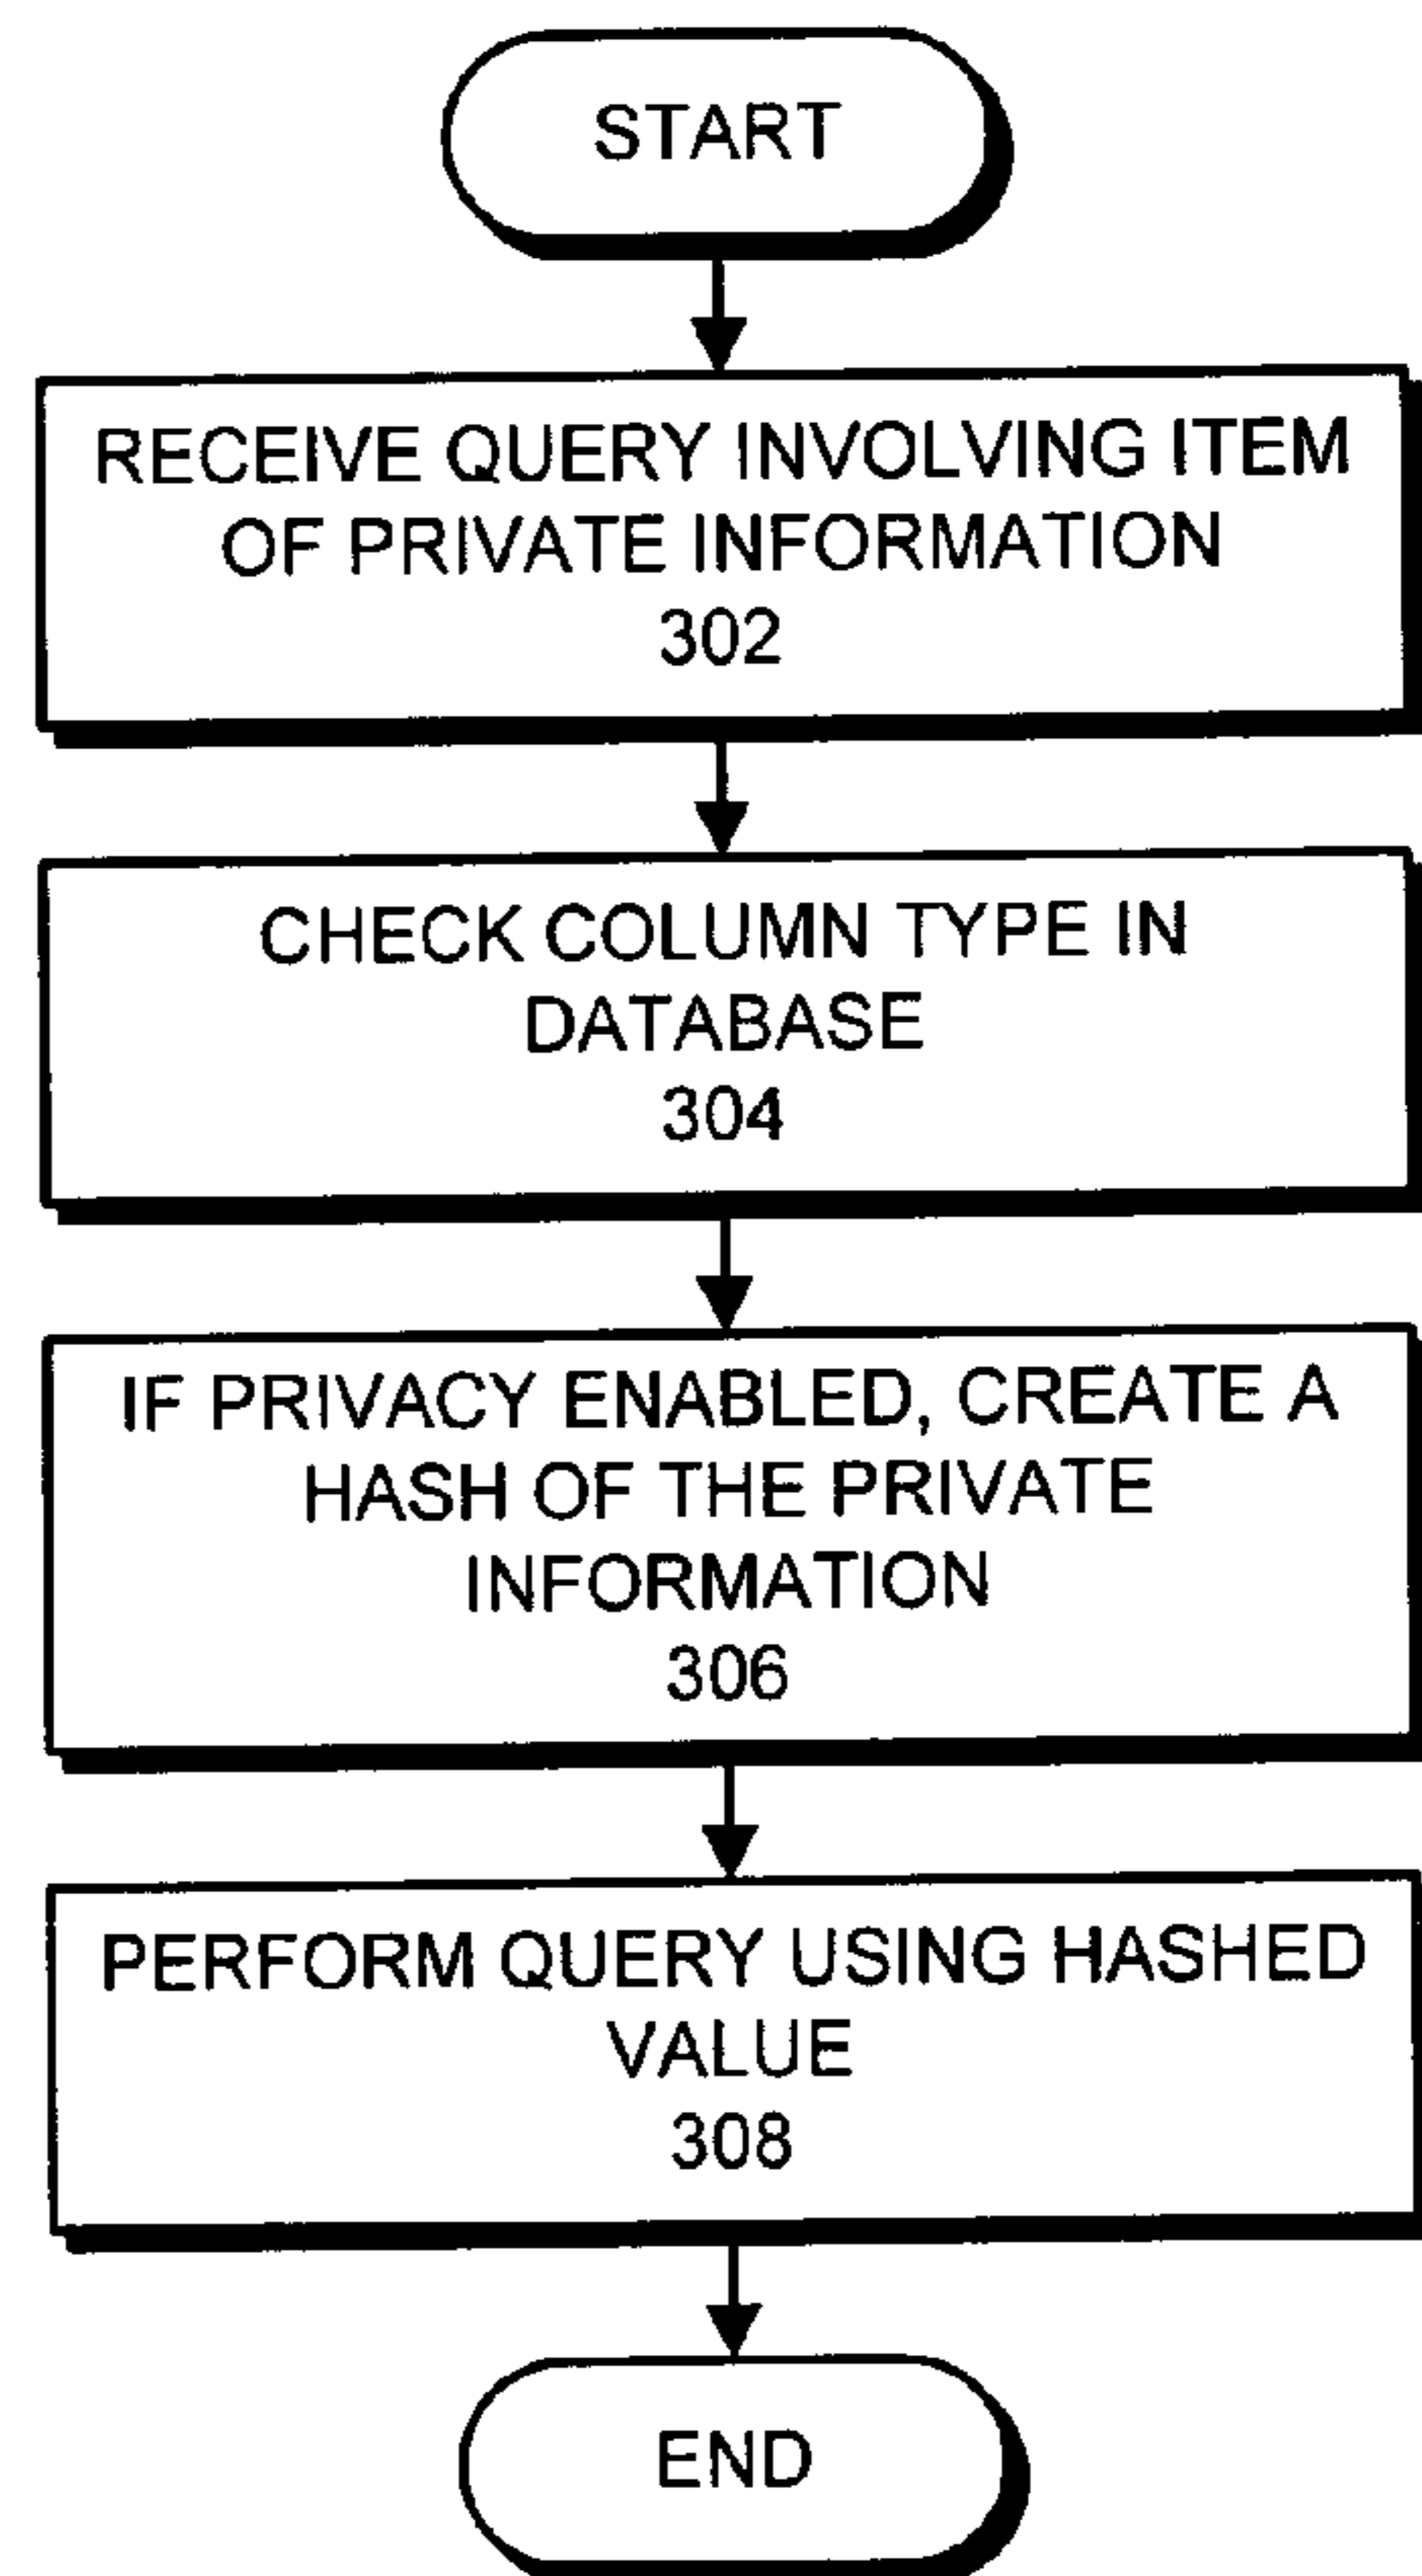 START
RECEIVE QUERY INVOLVING ITEM
OF PRIVATE INFORMATION
302
CHECK COLUMN TYPE IN
DATABASE
304
IF PRIVACY ENABLED, CREATE A
HASH OF THE PRIVATE
INFORMATION
306
PERFORM QUERY USING HASHED
VALUE
308
END